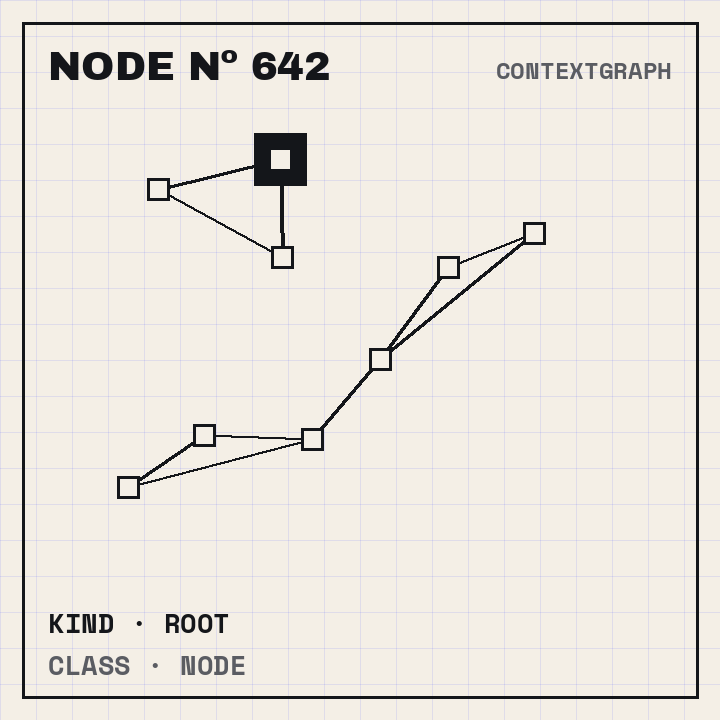 NODE Nº 642
CONTEXTGRAPH
KIND · ROOT
CLASS · NODE